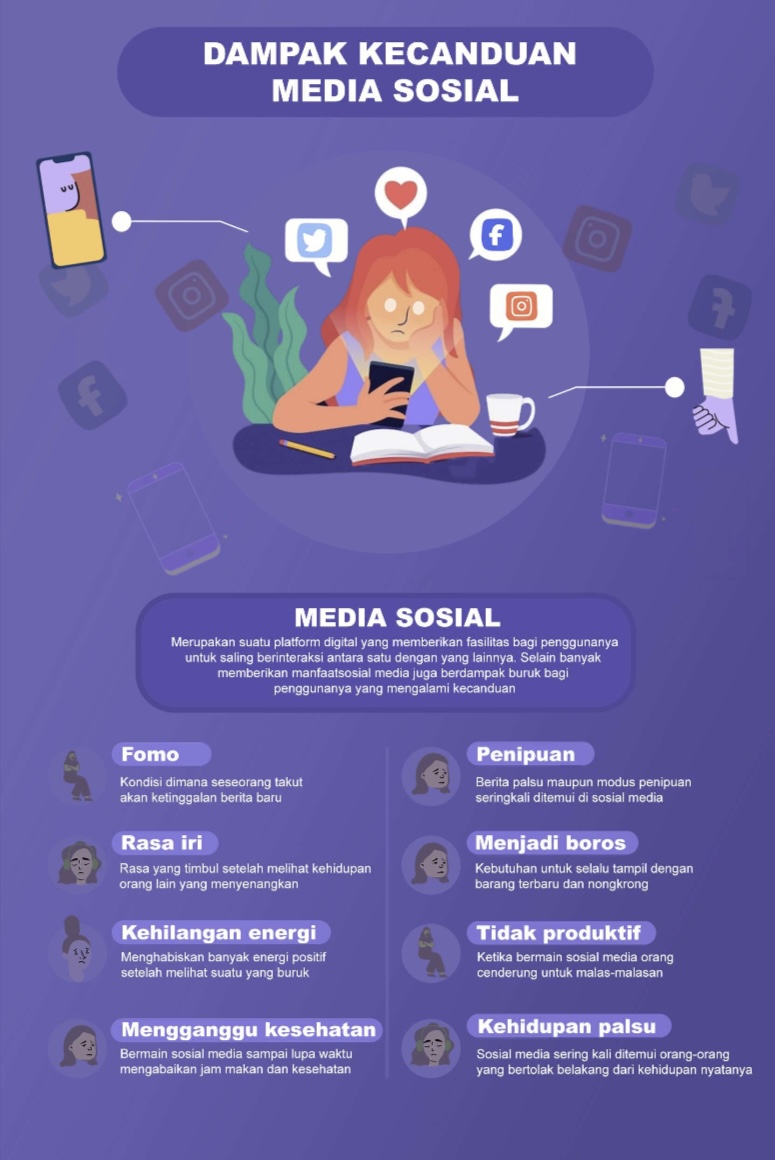 DAMPAK KECANDUAN
MEDIA SOSIAL
MEDIA SOSIAL
Merupakan suatu platform digital yang memberikan fasilitas bagi penggunanya
untuk saling berinteraksi antara satu dengan yang lainnya. Selain banyak
memberikan manfaatsosial media juga berdampak buruk bagi
penggunanya yang mengalami kecanduan
Fomo
Kondisi dimana seseorang takut
akan ketinggalan berita baru
Rasa iri
Rasa yang timbul setelah melihat kehidupan
orang lain yang menyenangkan
Kehilangan energi
Menghabiskan banyak energi positif
setelah melihat suatu yang buruk
Mengganggu kesehatan
Bermain sosial media sampai lupa waktu
mengabaikan jam makan dan kesehatan
Penipuan
Berita palsu maupun modus penipuan
seringkali ditemui di sosial media
Menjadi boros
Kebutuhan untuk selalu tampil dengan
barang terbaru dan nongkrong
Tidak produktif
Ketika bermain sosial media orang
cenderung untuk malas-malasan
Kehidupan palsu
Sosial media sering kali ditemui orang-orang
yang bertolak belakang dari kehidupan nyatanya